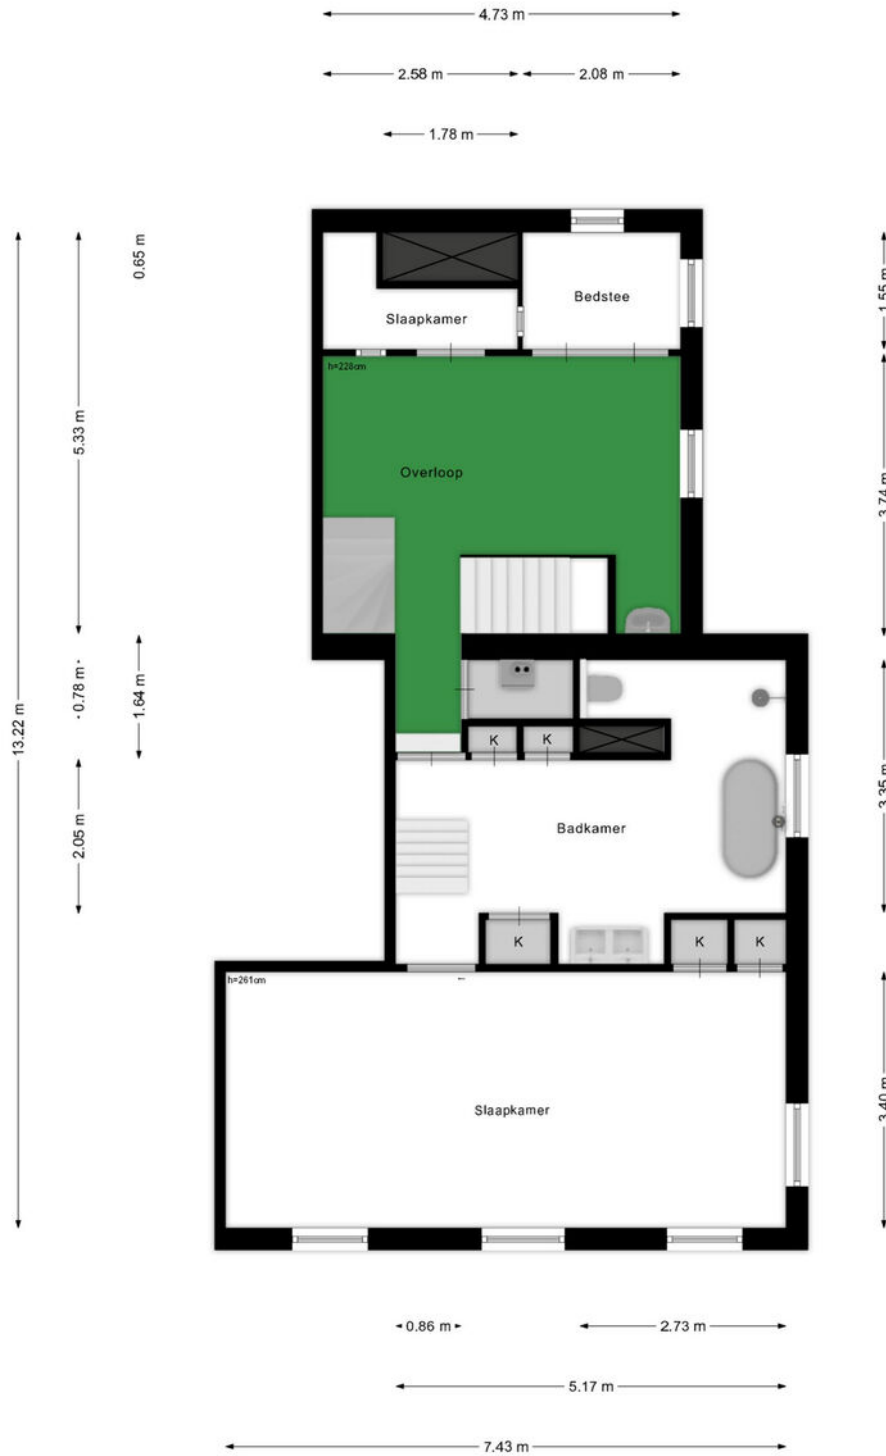 4.73 m
2.58 m
2.08 m
1.78 m
0.65 m
1.55 m
Bedstee
Slaapkamer
h=228cm
5.33 m
Overloop
3.74 m
13.22 m
0.78 m
1.64 m
K
K
3.35 m
2.05 m
Badkamer
K
K
K
h=261cm
Slaapkamer
3.40 m
0.86 m
2.73 m
5.17 m
7.43 m